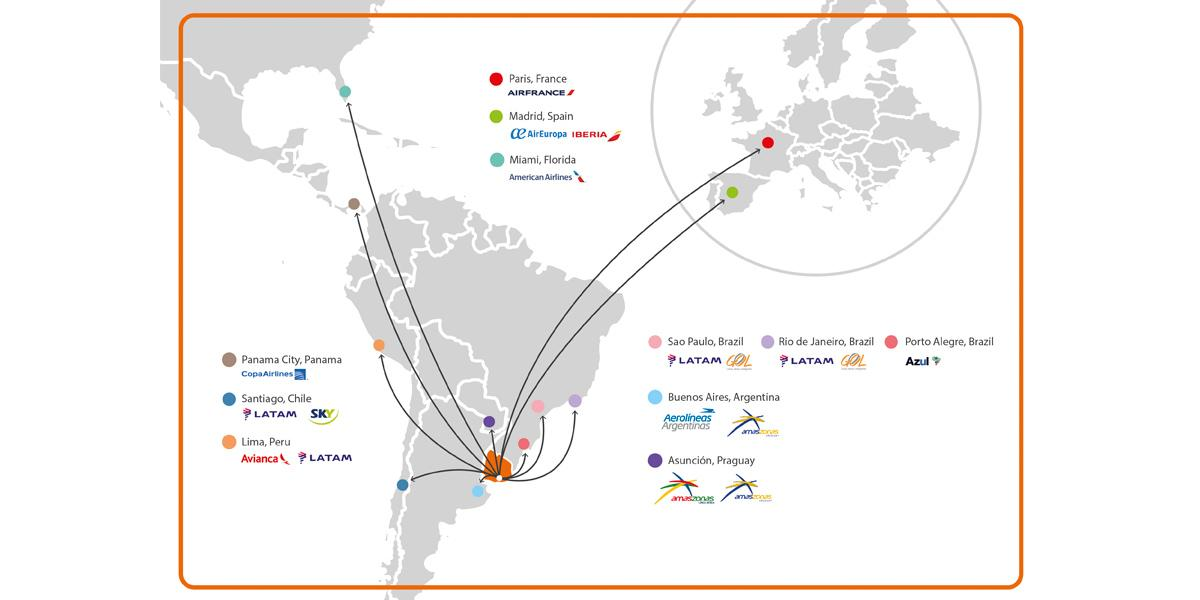 Paris, France
AIRFRANCE
Madrid, Spain
æ AirEuropa IBERIA
Miami, Florida
American Airlines
Panama City, Panama
CopaAirlines
Santiago, Chile
LATAM SKY
Lima, Peru
Avianca LATAM
Sao Paulo, Brazil Rio de Janeiro, Brazil Porto Alegre, Brazil
LATAM GOL LATAM GOL Azul
Buenos Aires, Argentina
Aerolíneas
Argentinas amaszonas
Asunción, Praguay
amaszonas amaszonas